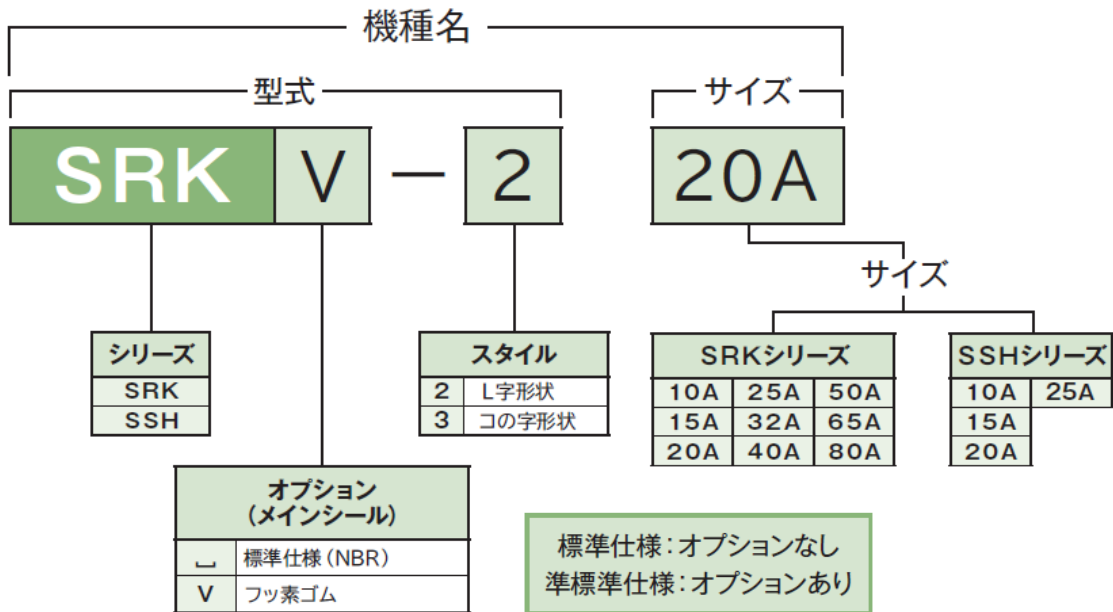 機種名
型式
サイズ
SRK V － 2 20A
サイズ
シリーズ
SRK
SSH
スタイル
2 L字形状
3 コの字形状
SRKシリーズ
10A 25A 50A
15A 32A 65A
20A 40A 80A
SSHシリーズ
10A 25A
15A
20A
オプション
(メインシール)
⎵ 標準仕様(NBR)
V フッ素ゴム
標準仕様：オプションなし
準標準仕様：オプションあり